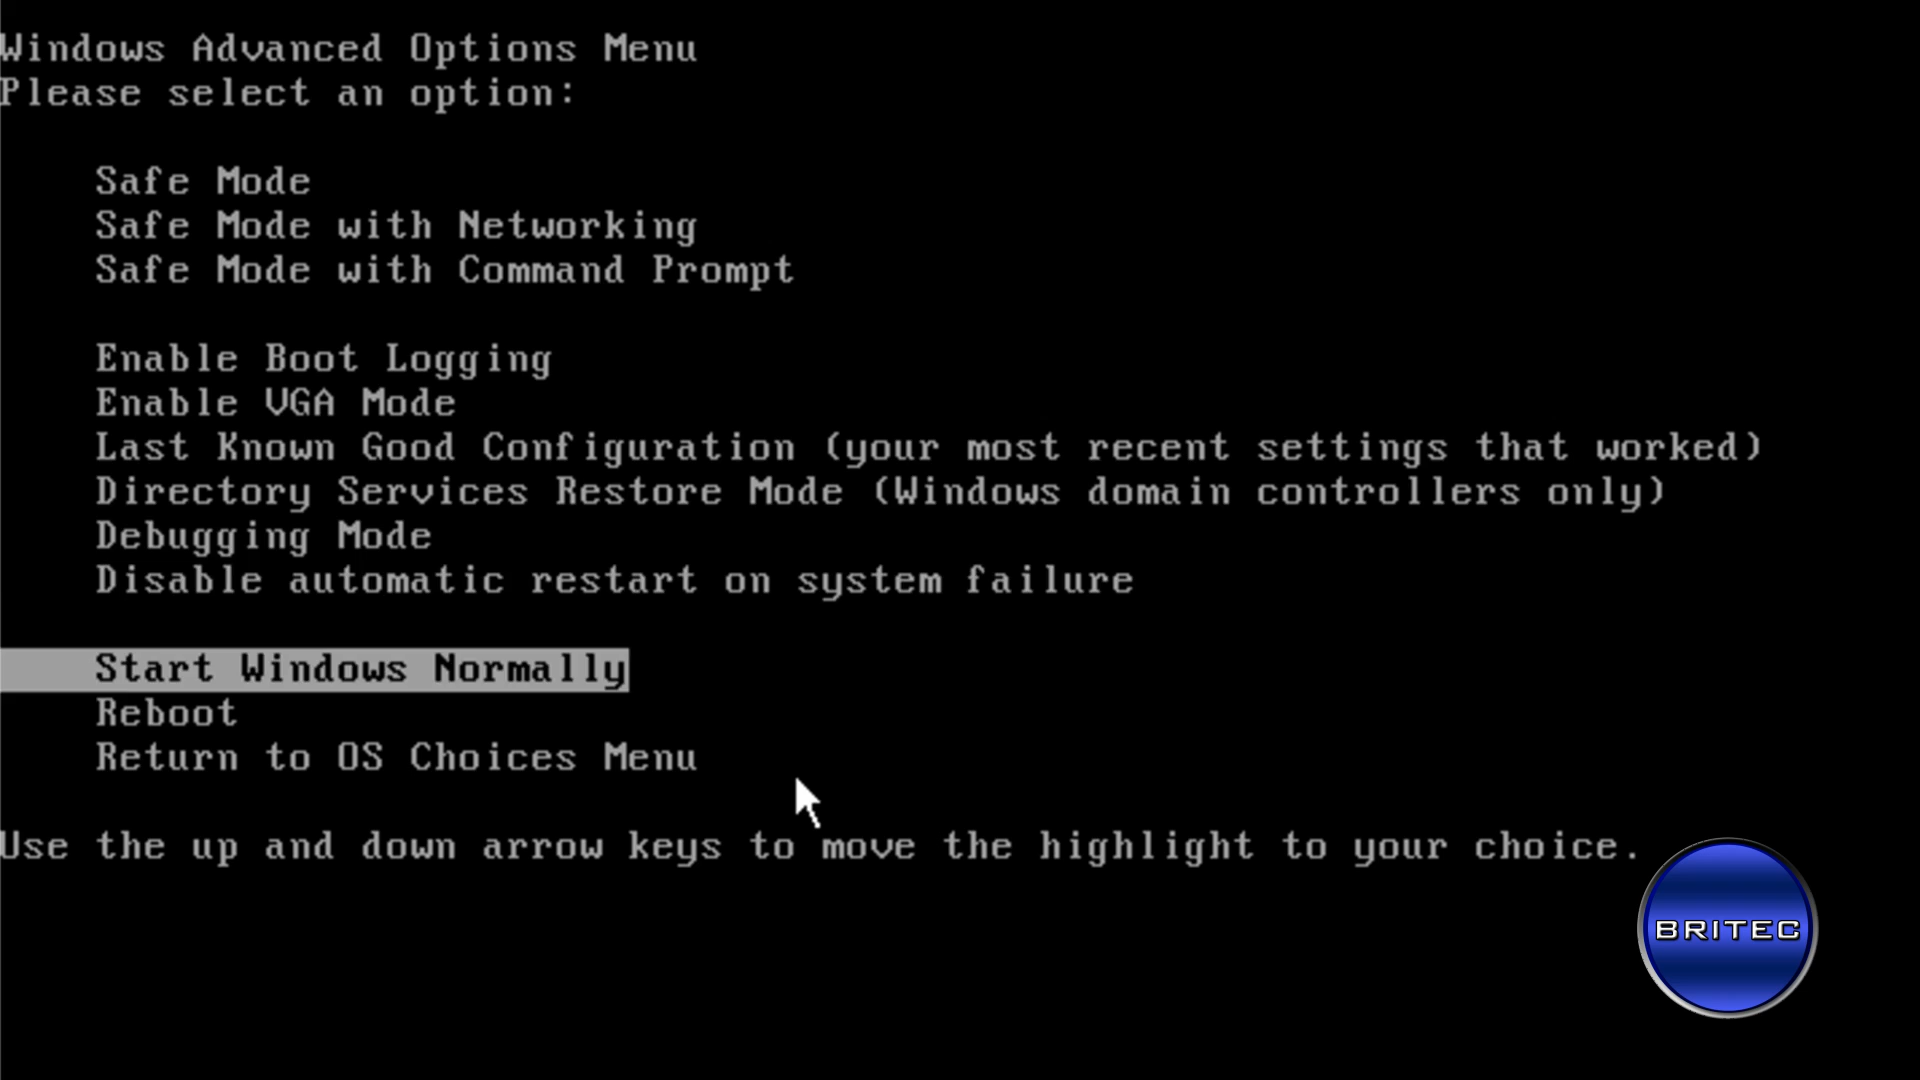 Windows Advanced Options Menu
Please select an option:
Safe Mode
Safe Mode with Networking
Safe Mode with Command Prompt
Enable Boot Logging
Enable VGA Mode
Last Known Good Configuration (your most recent settings that worked)
Directory Services Restore Mode (Windows domain controllers only)
Debugging Mode
Disable automatic restart on system failure
Start Windows Normally
Reboot
Return to OS Choices Menu
Use the up and down arrow keys to move the highlight to your choice.
BRITEC